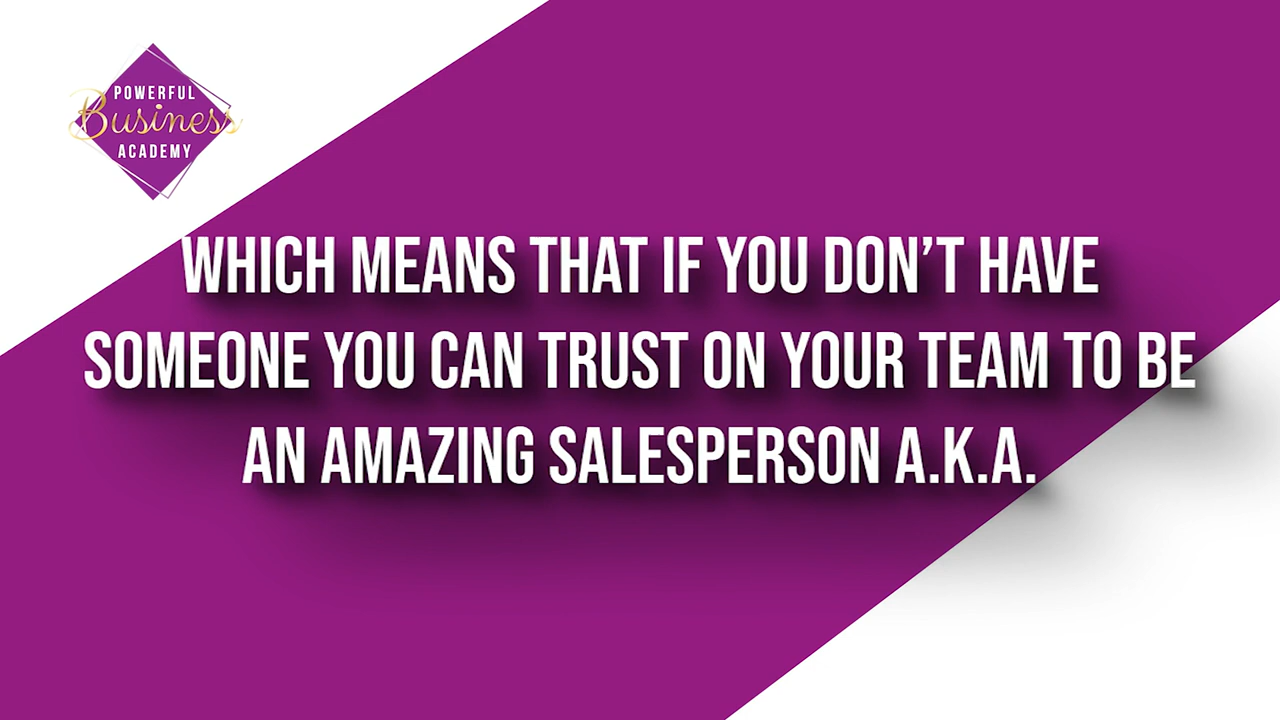 POWERFUL
Business
ACADEMY
WHICH MEANS THAT IF YOU DON'T HAVE
SOMEONE YOU CAN TRUST ON YOUR TEAM TO BE
AN AMAZING SALESPERSON A.K.A.